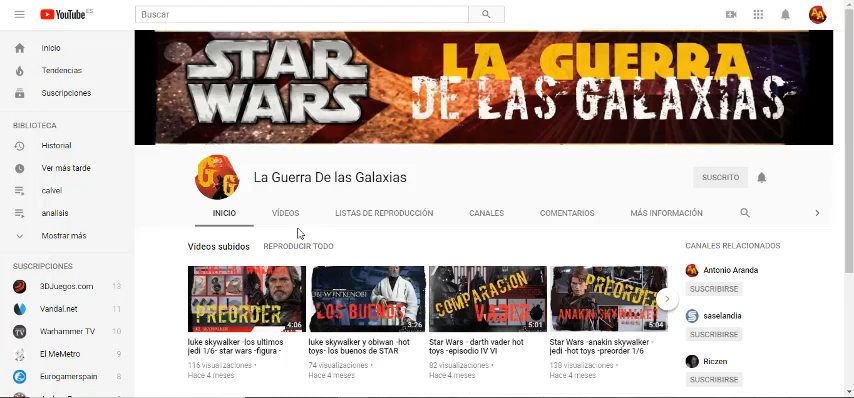 YouTube ES
Buscar
AA
Inicio
Tendencias
Suscripciones
BIBLIOTECA
Historial
Ver más tarde
calvel
analisis
Mostrar más
SUSCRIPCIONES
3DJuegos.com 13
Vandal.net 11
Warhammer TV 10
El MeMetro 9
Eurogamerspain 8
STAR WARS
LA GUERRA
DE LAS GALAXIAS
GG
La Guerra De las Galaxias
SUSCRITO
INICIO VÍDEOS LISTAS DE REPRODUCCIÓN CANALES COMENTARIOS MÁS INFORMACIÓN
Vídeos subidos REPRODUCIR TODO
PREORDER
4:06
luke skywalker -los ultimos
jedi 1/6- star wars -figura -
116 visualizaciones •
Hace 4 meses
LOS BUENOS
3:26
luke skywalker y obiwan -hot
toys- los buenos de STAR
74 visualizaciones •
Hace 4 meses
COMPARACION
VADER
5:01
Star Wars - darth vader hot
toys -episodio IV VI
82 visualizaciones •
Hace 4 meses
PREORDER
ANAKIN SKYWALKER
5:04
Star Wars -anakin skywalker -
jedi -hot toys -preorder 1/6
138 visualizaciones •
Hace 4 meses
CANALES RELACIONADOS
Antonio Aranda
SUSCRIBIRSE
saselandia
SUSCRIBIRSE
Riczen
SUSCRIBIRSE